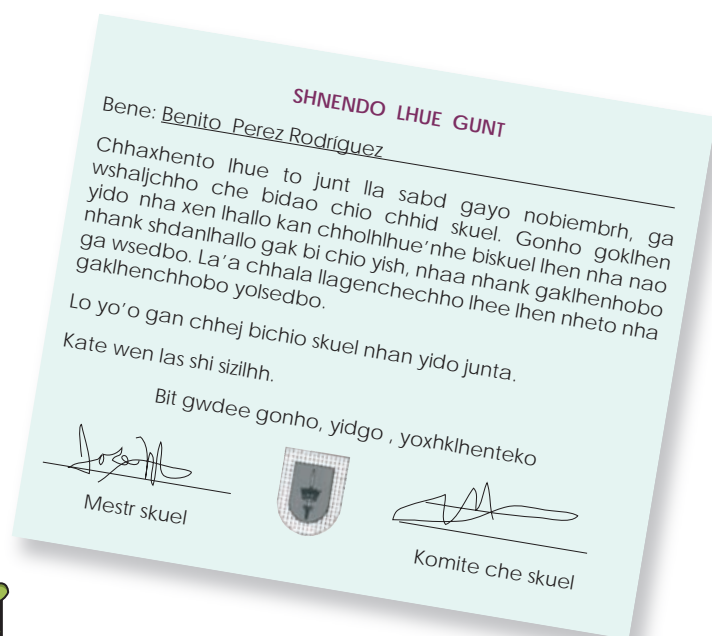 SHNENDO LHUE GUNT
Bene: Benito Perez Rodríguez
Chhaxhento lhue to junt lla sabd gayo nobiembrh, ga
wshaljchho che bidao chio chhid skuel. Gonho goklhen
yido nha xen lhallo kan chholhlhue'nhe biskuel lhen nha nao
nhank shdanlhallo gak bi chio yish, nhaa nhank gaklhenhobo
ga wsedbo. La'a chhala llagenchechho lhee lhen nheto nha
gaklhenchhobo yolsedbo.
Lo yo'o gan chhej bichio skuel nhan yido junta.
Kate wen las shi sizilhh.
Bit gwdee gonho, yidgo , yoxhklhenteko
Mestr skuel
Komite che skuel